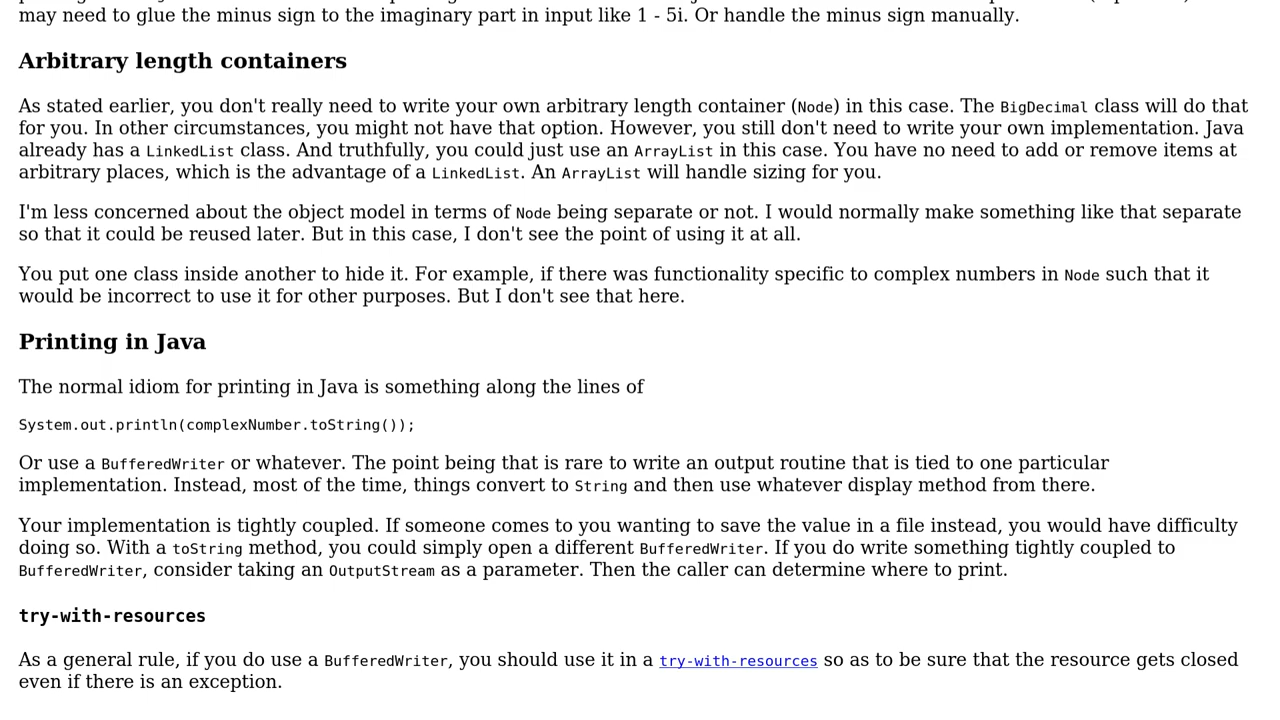 may need to glue the minus sign to the imaginary part in input like 1 - 5i. Or handle the minus sign manually.
Arbitrary length containers
As stated earlier, you don't really need to write your own arbitrary length container (Node) in this case. The BigDecimal class will do that
for you. In other circumstances, you might not have that option. However, you still don't need to write your own implementation. Java
already has a LinkedList class. And truthfully, you could just use an ArrayList in this case. You have no need to add or remove items at
arbitrary places, which is the advantage of a LinkedList. An ArrayList will handle sizing for you.
I'm less concerned about the object model in terms of Node being separate or not. I would normally make something like that separate
so that it could be reused later. But in this case, I don't see the point of using it at all.
You put one class inside another to hide it. For example, if there was functionality specific to complex numbers in Node such that it
would be incorrect to use it for other purposes. But I don't see that here.
Printing in Java
The normal idiom for printing in Java is something along the lines of
System.out.println(complexNumber.toString());
Or use a BufferedWriter or whatever. The point being that is rare to write an output routine that is tied to one particular
implementation. Instead, most of the time, things convert to String and then use whatever display method from there.
Your implementation is tightly coupled. If someone comes to you wanting to save the value in a file instead, you would have difficulty
doing so. With a toString method, you could simply open a different BufferedWriter. If you do write something tightly coupled to
BufferedWriter, consider taking an OutputStream as a parameter. Then the caller can determine where to print.
try-with-resources
As a general rule, if you do use a BufferedWriter, you should use it in a try-with-resources so as to be sure that the resource gets closed
even if there is an exception.